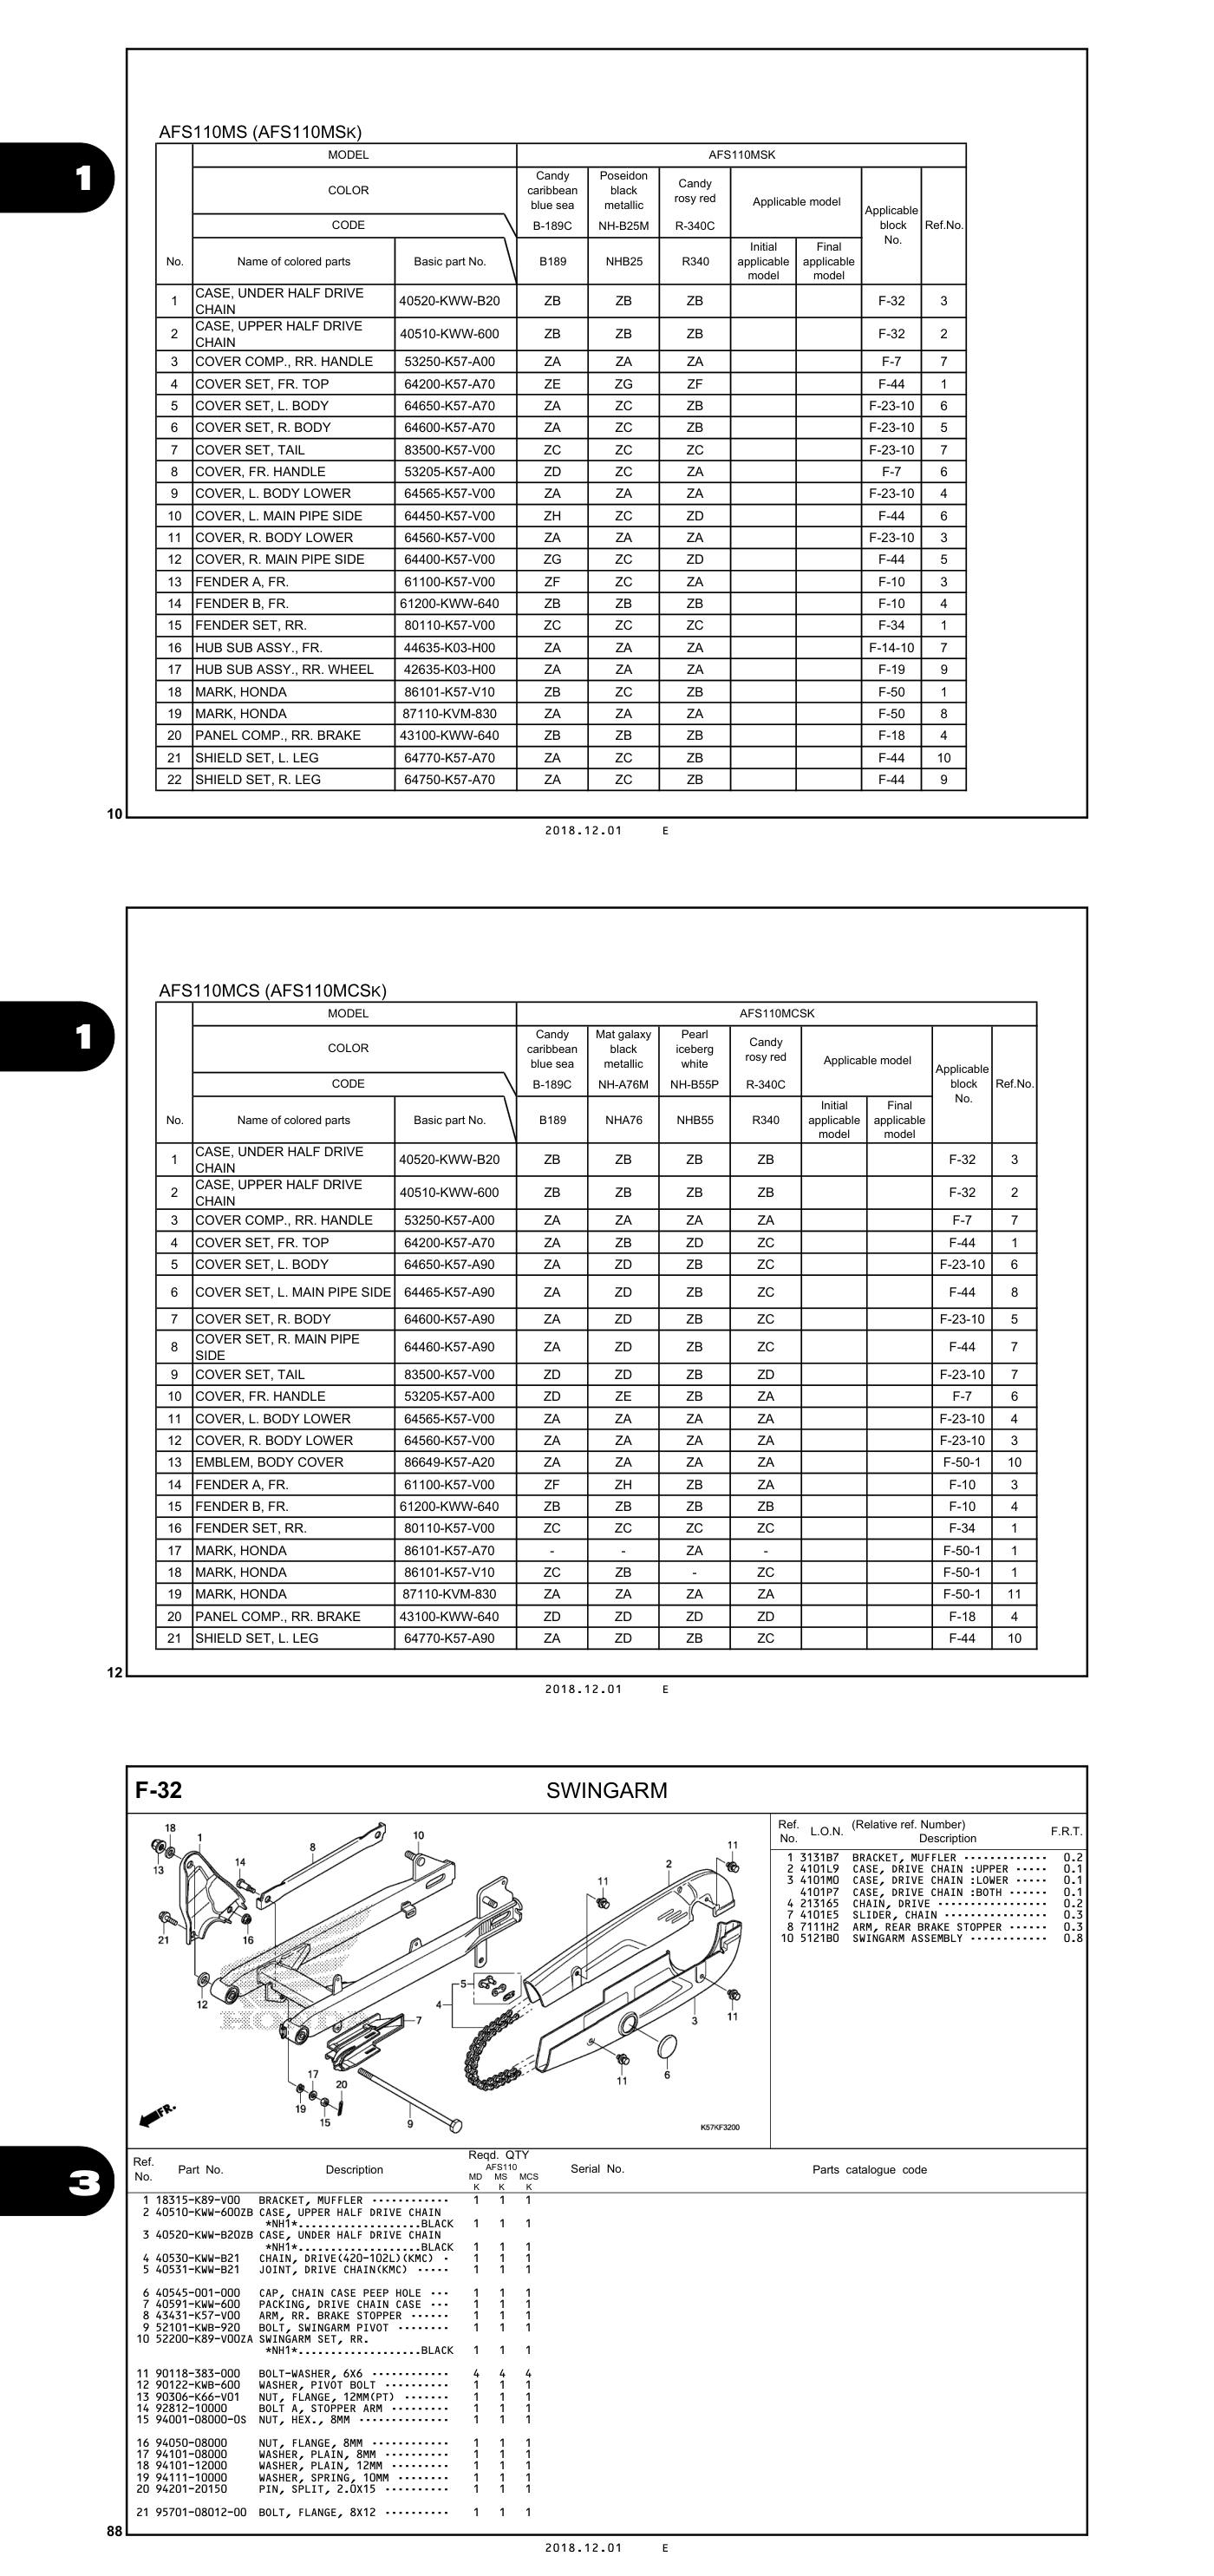 AFS110MS (AFS110MSK)
1
MODEL AFS110MSK
COLOR Candy caribbean blue sea Poseidon black metallic Candy rosy red Applicable model Applicable block No. Ref.No.
CODE B-189C NH-B25M R-340C
No. Name of colored parts Basic part No. B189 NHB25 R340 Initial applicable model Final applicable model
1 CASE, UNDER HALF DRIVE CHAIN 40520-KWW-B20 ZB ZB ZB F-32 3
2 CASE, UPPER HALF DRIVE CHAIN 40510-KWW-600 ZB ZB ZB F-32 2
3 COVER COMP., RR. HANDLE 53250-K57-A00 ZA ZA ZA F-7 7
4 COVER SET, FR. TOP 64200-K57-A70 ZE ZG ZF F-44 1
5 COVER SET, L. BODY 64650-K57-A70 ZA ZC ZB F-23-10 6
6 COVER SET, R. BODY 64600-K57-A70 ZA ZC ZB F-23-10 5
7 COVER SET, TAIL 83500-K57-V00 ZC ZC ZC F-23-10 7
8 COVER, FR. HANDLE 53205-K57-A00 ZD ZC ZA F-7 6
9 COVER, L. BODY LOWER 64565-K57-V00 ZA ZA ZA F-23-10 4
10 COVER, L. MAIN PIPE SIDE 64450-K57-V00 ZH ZC ZD F-44 6
11 COVER, R. BODY LOWER 64560-K57-V00 ZA ZA ZA F-23-10 3
12 COVER, R. MAIN PIPE SIDE 64400-K57-V00 ZG ZC ZD F-44 5
13 FENDER A, FR. 61100-K57-V00 ZF ZC ZA F-10 3
14 FENDER B, FR. 61200-KWW-640 ZB ZB ZB F-10 4
15 FENDER SET, RR. 80110-K57-V00 ZC ZC ZC F-34 1
16 HUB SUB ASSY., FR. 44635-K03-H00 ZA ZA ZA F-14-10 7
17 HUB SUB ASSY., RR. WHEEL 42635-K03-H00 ZA ZA ZA F-19 9
18 MARK, HONDA 86101-K57-V10 ZB ZC ZB F-50 1
19 MARK, HONDA 87110-KVM-830 ZA ZA ZA F-50 8
20 PANEL COMP., RR. BRAKE 43100-KWW-640 ZB ZB ZB F-18 4
21 SHIELD SET, L. LEG 64770-K57-A70 ZA ZC ZB F-44 10
22 SHIELD SET, R. LEG 64750-K57-A70 ZA ZC ZB F-44 9
10
2018.12.01 E
AFS110MCS (AFS110MCSK)
1
MODEL AFS110MCSK
COLOR Candy caribbean blue sea Mat galaxy black metallic Pearl iceberg white Candy rosy red Applicable model Applicable block No. Ref.No.
CODE B-189C NH-A76M NH-B55P R-340C
No. Name of colored parts Basic part No. B189 NHA76 NHB55 R340 Initial applicable model Final applicable model
1 CASE, UNDER HALF DRIVE CHAIN 40520-KWW-B20 ZB ZB ZB ZB F-32 3
2 CASE, UPPER HALF DRIVE CHAIN 40510-KWW-600 ZB ZB ZB ZB F-32 2
3 COVER COMP., RR. HANDLE 53250-K57-A00 ZA ZA ZA ZA F-7 7
4 COVER SET, FR. TOP 64200-K57-A70 ZA ZB ZD ZC F-44 1
5 COVER SET, L. BODY 64650-K57-A90 ZA ZD ZB ZC F-23-10 6
6 COVER SET, L. MAIN PIPE SIDE 64465-K57-A90 ZA ZD ZB ZC F-44 8
7 COVER SET, R. BODY 64600-K57-A90 ZA ZD ZB ZC F-23-10 5
8 COVER SET, R. MAIN PIPE SIDE 64460-K57-A90 ZA ZD ZB ZC F-44 7
9 COVER SET, TAIL 83500-K57-V00 ZD ZD ZB ZD F-23-10 7
10 COVER, FR. HANDLE 53205-K57-A00 ZD ZE ZB ZA F-7 6
11 COVER, L. BODY LOWER 64565-K57-V00 ZA ZA ZA ZA F-23-10 4
12 COVER, R. BODY LOWER 64560-K57-V00 ZA ZA ZA ZA F-23-10 3
13 EMBLEM, BODY COVER 86649-K57-A20 ZA ZA ZA ZA F-50-1 10
14 FENDER A, FR. 61100-K57-V00 ZF ZH ZB ZA F-10 3
15 FENDER B, FR. 61200-KWW-640 ZB ZB ZB ZB F-10 4
16 FENDER SET, RR. 80110-K57-V00 ZC ZC ZC ZC F-34 1
17 MARK, HONDA 86101-K57-A70 - - ZA - F-50-1 1
18 MARK, HONDA 86101-K57-V10 ZC ZB - ZC F-50-1 1
19 MARK, HONDA 87110-KVM-830 ZA ZA ZA ZA F-50-1 11
20 PANEL COMP., RR. BRAKE 43100-KWW-640 ZD ZD ZD ZD F-18 4
21 SHIELD SET, L. LEG 64770-K57-A90 ZA ZD ZB ZC F-44 10
12
2018.12.01 E
F-32 SWINGARM
Ref. No. L.O.N. (Relative ref. Number) Description F.R.T.
1 3131B7 BRACKET, MUFFLER ············ 0.2
2 4101L9 CASE, DRIVE CHAIN :UPPER ····· 0.1
3 4101M0 CASE, DRIVE CHAIN :LOWER ····· 0.1
4101P7 CASE, DRIVE CHAIN :BOTH ······ 0.1
4 213165 CHAIN, DRIVE ················ 0.2
7 4101E5 SLIDER, CHAIN ··············· 0.3
8 7111H2 ARM, REAR BRAKE STOPPER ······ 0.3
10 5121B0 SWINGARM ASSEMBLY ··········· 0.8
18 1 13 14 8 10 21 16 12 11 2 11 5 4 7 3 11 6 11 17 20 19 15 9
HONDA
FR.
K57KF3200
3
Ref. No. Part No. Description Reqd. QTY AFS110 MD MS MCS K K K Serial No. Parts catalogue code
1 18315-K89-V00 BRACKET, MUFFLER ············ 1 1 1
2 40510-KWW-600ZB CASE, UPPER HALF DRIVE CHAIN
*NH1*...................BLACK 1 1 1
3 40520-KWW-B20ZB CASE, UNDER HALF DRIVE CHAIN
*NH1*...................BLACK 1 1 1
4 40530-KWW-B21 CHAIN, DRIVE(420-102L)(KMC) · 1 1 1
5 40531-KWW-B21 JOINT, DRIVE CHAIN(KMC) ····· 1 1 1
6 40545-001-000 CAP, CHAIN CASE PEEP HOLE ··· 1 1 1
7 40591-KWW-600 PACKING, DRIVE CHAIN CASE ··· 1 1 1
8 43431-K57-V00 ARM, RR. BRAKE STOPPER ······ 1 1 1
9 52101-KWB-920 BOLT, SWINGARM PIVOT ········ 1 1 1
10 52200-K89-V00ZA SWINGARM SET, RR.
*NH1*...................BLACK 1 1 1
11 90118-383-000 BOLT-WASHER, 6X6 ············ 4 4 4
12 90122-KWB-600 WASHER, PIVOT BOLT ·········· 1 1 1
13 90306-K66-V01 NUT, FLANGE, 12MM(PT) ······· 1 1 1
14 92812-10000 BOLT A, STOPPER ARM ········· 1 1 1
15 94001-08000-0S NUT, HEX., 8MM ·············· 1 1 1
16 94050-08000 NUT, FLANGE, 8MM ············ 1 1 1
17 94101-08000 WASHER, PLAIN, 8MM ·········· 1 1 1
18 94101-12000 WASHER, PLAIN, 12MM ········· 1 1 1
19 94111-10000 WASHER, SPRING, 10MM ········ 1 1 1
20 94201-20150 PIN, SPLIT, 2.0X15 ·········· 1 1 1
21 95701-08012-00 BOLT, FLANGE, 8X12 ·········· 1 1 1
88
2018.12.01 E